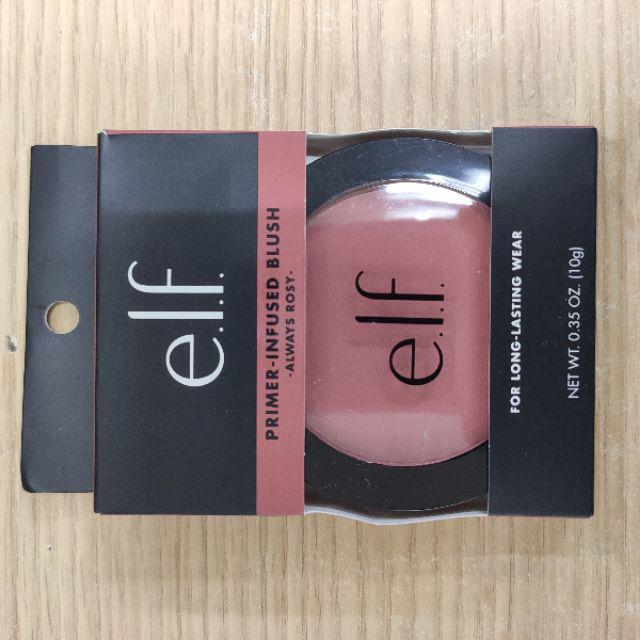 e.l.f.
PRIMER-INFUSED BLUSH
-ALWAYS ROSY-
e.l.f.
FOR LONG-LASTING WEAR
NET WT. 0.35 OZ. (10g)